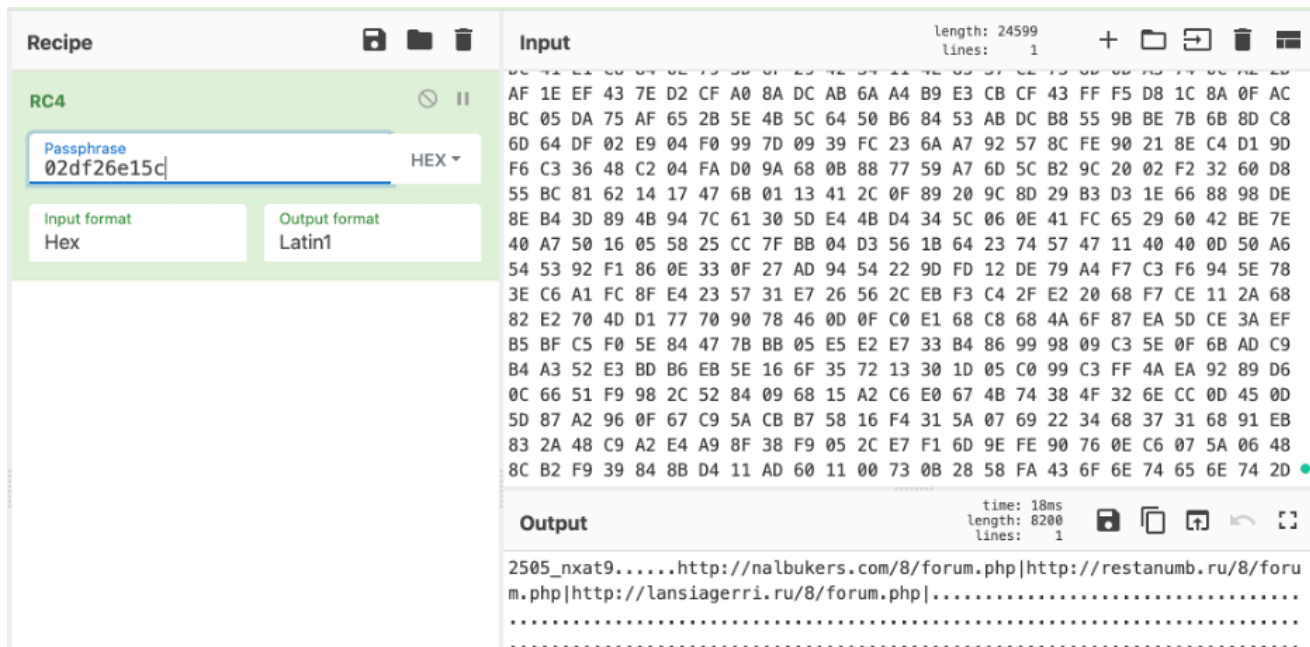 Recipe
RC4
Passphrase
02df26e15c
HEX
Input format
Hex
Output format
Latin1
Input
length: 24599
lines: 1
AF 1E EF 43 7E D2 CF A0 8A DC AB 6A A4 B9 E3 CB CF 43 FF F5 D8 1C 8A 0F AC
BC 05 DA 75 AF 65 2B 5E 4B 5C 64 50 B6 84 53 AB DC B8 55 9B BE 7B 6B 8D C8
6D 64 DF 02 E9 04 F0 99 7D 09 39 FC 23 6A A7 92 57 8C FE 90 21 8E C4 D1 9D
F6 C3 36 48 C2 04 FA D0 9A 68 0B 88 77 59 A7 6D 5C B2 9C 20 02 F2 32 60 D8
55 BC 81 62 14 17 47 6B 01 13 41 2C 0F 89 20 9C 8D 29 B3 D3 1E 66 88 98 DE
8E B4 3D 89 4B 94 7C 61 30 5D E4 4B D4 34 5C 06 0E 41 FC 65 29 60 42 BE 7E
40 A7 50 16 05 58 25 CC 7F BB 04 D3 56 1B 64 23 74 57 47 11 40 40 0D 50 A6
54 53 92 F1 86 0E 33 0F 27 AD 94 54 22 9D FD 12 DE 79 A4 F7 C3 F6 94 5E 78
3E C6 A1 FC 8F E4 23 57 31 E7 26 56 2C EB F3 C4 2F E2 20 68 F7 CE 11 2A 68
82 E2 70 4D D1 77 70 90 78 46 0D 0F C0 E1 68 C8 68 4A 6F 87 EA 5D CE 3A EF
B5 BF C5 F0 5E 84 47 7B BB 05 E5 E2 E7 33 B4 86 99 98 09 C3 5E 0F 6B AD C9
B4 A3 52 E3 BD B6 EB 5E 16 6F 35 72 13 30 1D 05 C0 99 C3 FF 4A EA 92 89 D6
0C 66 51 F9 98 2C 52 84 09 68 15 A2 C6 E0 67 4B 74 38 4F 32 6E CC 0D 45 0D
5D 87 A2 96 0F 67 C9 5A CB B7 58 16 F4 31 5A 07 69 22 34 68 37 31 68 91 EB
83 2A 48 C9 A2 E4 A9 8F 38 F9 05 2C E7 F1 6D 9E FE 90 76 0E C6 07 5A 06 48
8C B2 F9 39 84 8B D4 11 AD 60 11 00 73 0B 28 58 FA 43 6F 6E 74 65 6E 74 2D
Output
time: 18ms
length: 8200
lines: 1
2505_nxat9......http://nalbukers.com/8/forum.php|http://restanumb.ru/8/foru
m.php|http://lansiagerri.ru/8/forum.php|..................................